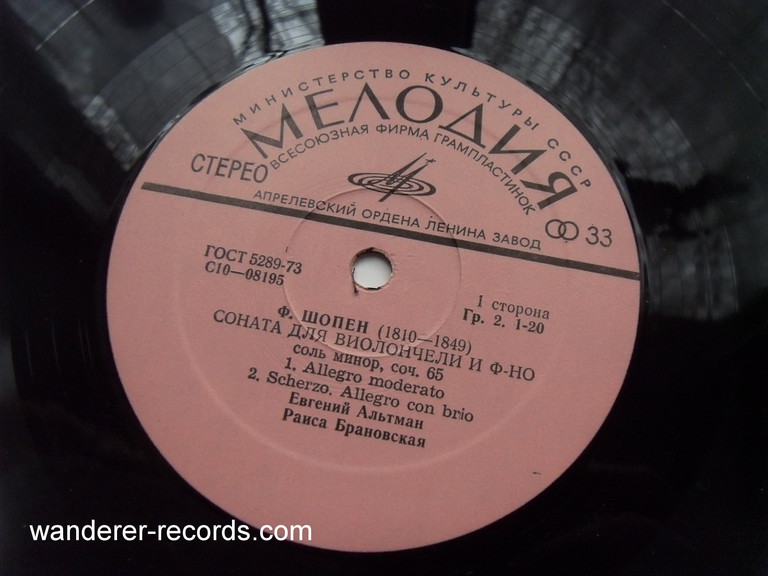 МИНИСТЕРСТВО КУЛЬТУРЫ СССР
МЕЛОДИЯ
ВСЕСОЮЗНАЯ ФИРМА ГРАМПЛАСТИНОК
СТЕРЕО
АПРЕЛЕВСКИЙ ОРДЕНА ЛЕНИНА ЗАВОД
33
ГОСТ 5289-73
С10—08195
1 сторона
Гр. 2. 1-20
Ф. ШОПЕН (1810—1849)
СОНАТА ДЛЯ ВИОЛОНЧЕЛИ И Ф-НО
соль минор, соч. 65
1. Allegro moderato
2. Scherzo. Allegro con brio
Евгений Альтман
Раиса Брановская
wanderer-records.com